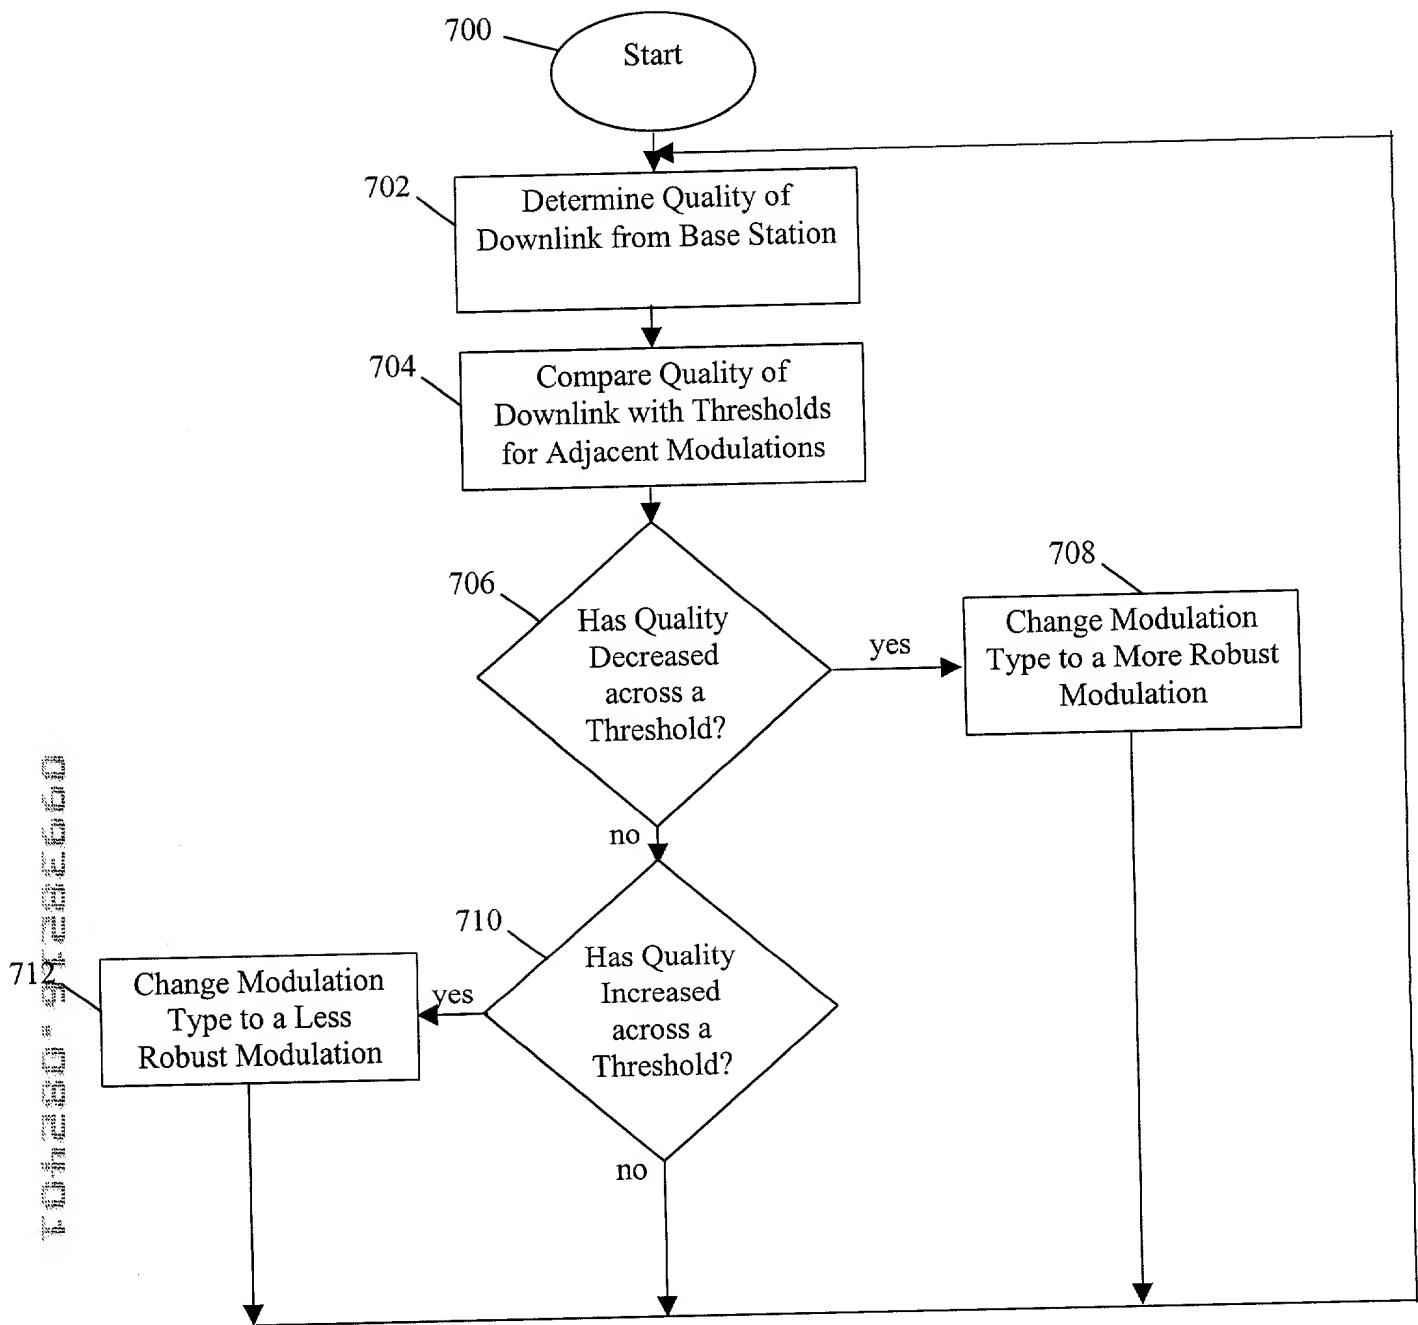 700
Start
702
Determine Quality of
Downlink from Base Station
704
Compare Quality of
Downlink with Thresholds
for Adjacent Modulations
706
Has Quality
Decreased
across a
Threshold?
yes
708
Change Modulation
Type to a More Robust
Modulation
no
710
Has Quality
Increased
across a
Threshold?
yes
712
Change Modulation
Type to a Less
Robust Modulation
no